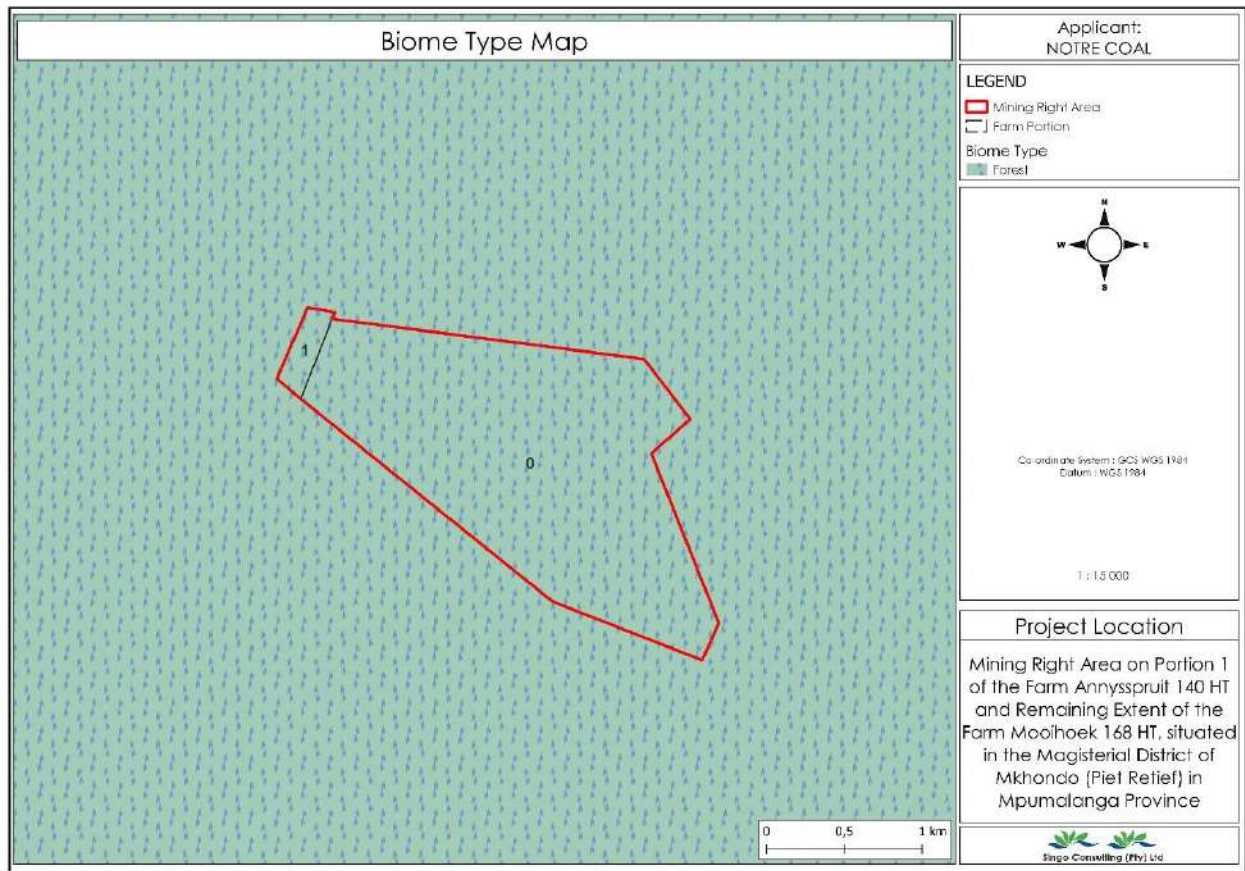 Biome Type Map
1
0
0 0,5 1 km
Applicant:
NOTRE COAL
LEGEND
Mining Right Area
Farm Portion
Biome Type
Forest
N
W E
S
Co-ordinate System : GCS WGS 1984
Datum : WGS 1984
1 : 15 000
Project Location
Mining Right Area on Portion 1
of the Farm Annysspruit 140 HT
and Remaining Extent of the
Farm Mooihoek 168 HT, situated
in the Magisterial District of
Mkhondo (Piet Retief) in
Mpumalanga Province
Singo Consulting (Pty) Ltd